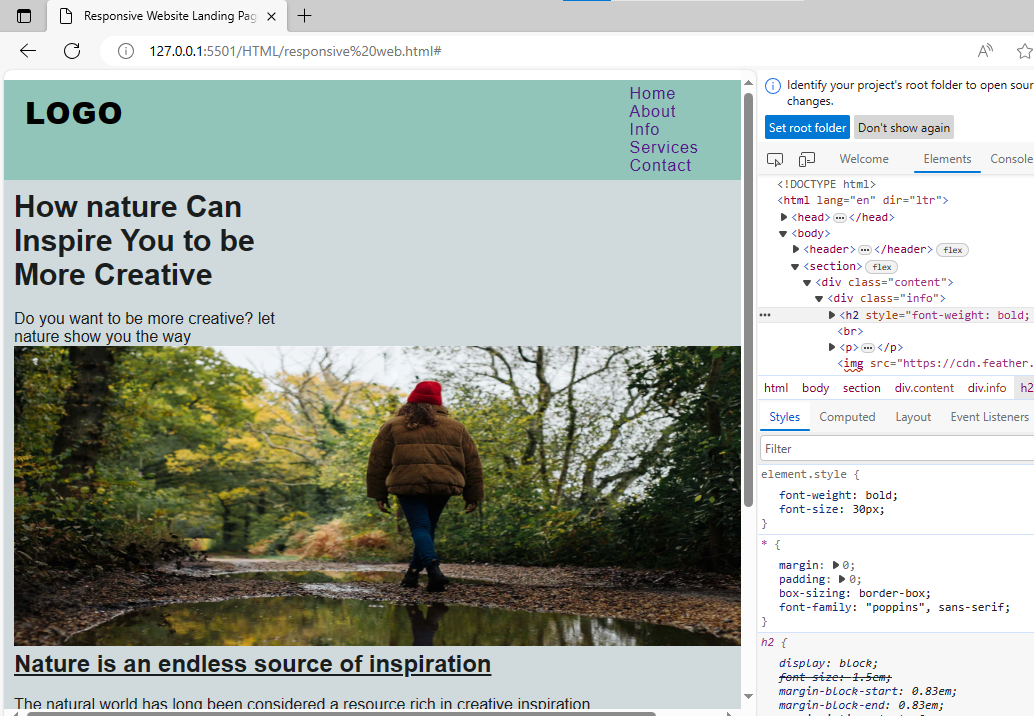 Responsive Website Landing Pag
127.0.0.1:5501/HTML/responsive%20web.html#
LOGO
Home
About
Info
Services
Contact
How nature Can
Inspire You to be
More Creative
Do you want to be more creative? let
nature show you the way
Nature is an endless source of inspiration
The natural world has long been considered a resource rich in creative inspiration
Identify your project's root folder to open sour
changes.
Set root folder Don't show again
Welcome Elements Console
<!DOCTYPE html>
<html lang="en" dir="ltr">
<head> ⋯ </head>
<body>
<header> ⋯ </header> flex
<section> flex
<div class="content">
<div class="info">
<h2 style="font-weight: bold;
<br>
<p> ⋯ </p>
<img src="https://cdn.feather.
html body section div.content div.info h2
Styles Computed Layout Event Listeners
Filter
element.style {
font-weight: bold;
font-size: 30px;
}
* {
margin: 0;
padding: 0;
box-sizing: border-box;
font-family: "poppins", sans-serif;
}
h2 {
display: block;
font-size: 1.5em;
margin-block-start: 0.83em;
margin-block-end: 0.83em;